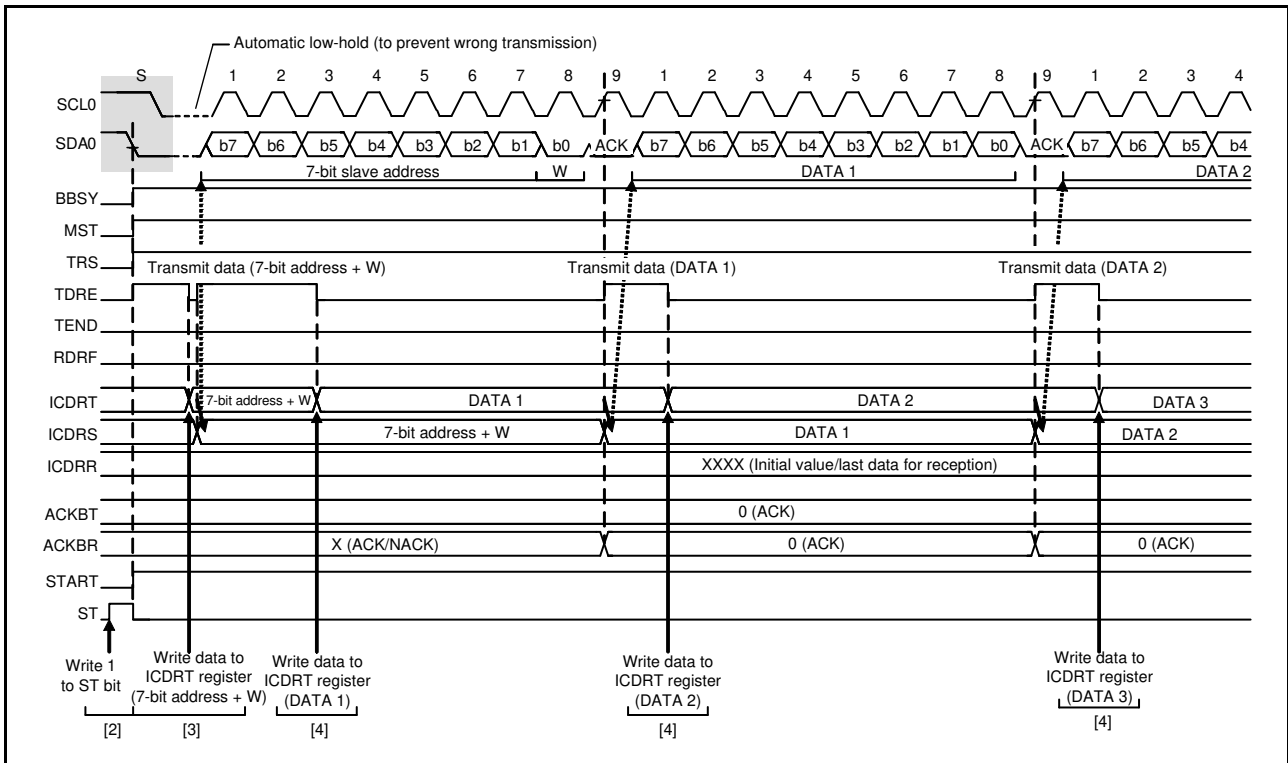 Automatic low-hold (to prevent wrong transmission)
S 1 2 3 4 5 6 7 8 9 1 2 3 4 5 6 7 8 9 1 2 3 4
SCL0
SDA0 b7 b6 b5 b4 b3 b2 b1 b0 ACK b7 b6 b5 b4 b3 b2 b1 b0 ACK b7 b6 b5 b4
7-bit slave address W DATA 1 DATA 2
BBSY
MST
TRS
Transmit data (7-bit address + W) Transmit data (DATA 1) Transmit data (DATA 2)
TDRE
TEND
RDRF
ICDRT 7-bit address + W DATA 1 DATA 2 DATA 3
ICDRS 7-bit address + W DATA 1 DATA 2
ICDRR XXXX (Initial value/last data for reception)
ACKBT 0 (ACK)
ACKBR X (ACK/NACK) 0 (ACK) 0 (ACK)
START
ST
Write 1
to ST bit
[2]
Write data to
ICDRT register
(7-bit address + W)
[3]
Write data to
ICDRT register
(DATA 1)
[4]
Write data to
ICDRT register
(DATA 2)
[4]
Write data to
ICDRT register
(DATA 3)
[4]